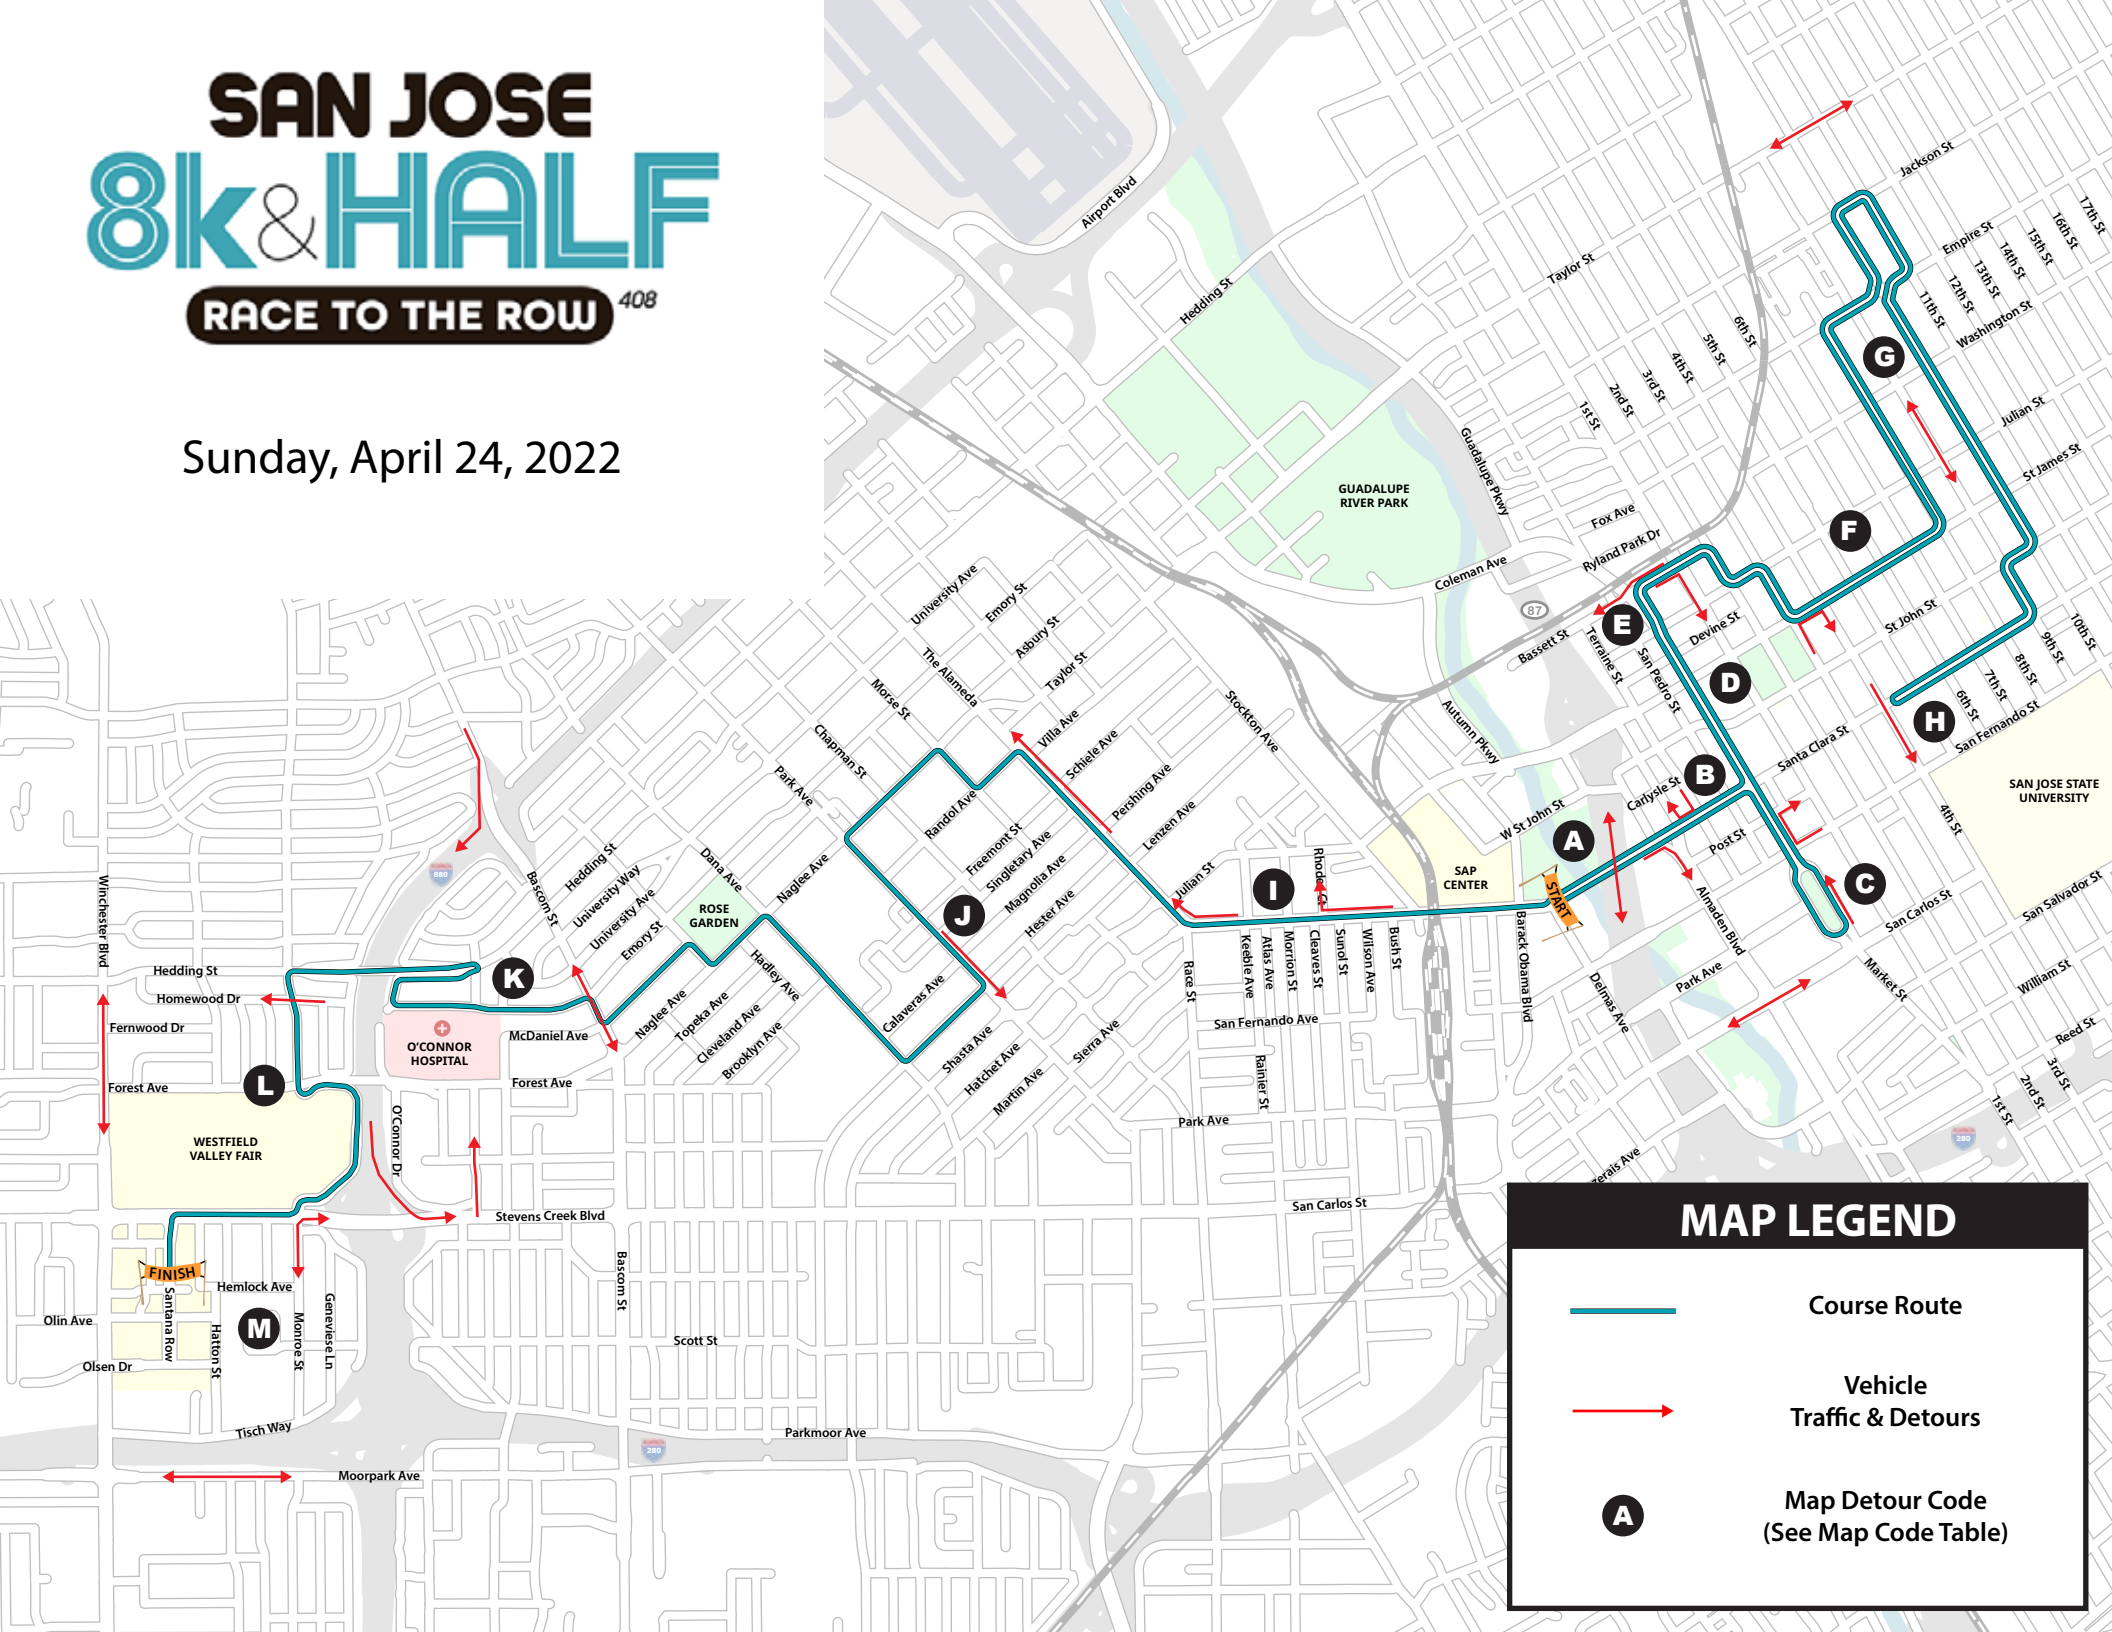 SAN JOSE
8k & HALF
RACE TO THE ROW 408
Sunday, April 24, 2022
Airport Blvd
Hedding St
Taylor St
Jackson St
Empire St
Washington St
Julian St
St James St
17th St
16th St
15th St
14th St
13th St
12th St
11th St
6th St
5th St
4th St
3rd St
2nd St
1st St
G
F
GUADALUPE
RIVER PARK
Guadalupe Pkwy
Fox Ave
Ryland Park Dr
Coleman Ave
87
Bassett St
E
Terraine St
San Pedro St
Devine St
D
St John St
10th St
9th St
8th St
7th St
6th St
San Fernando St
H
SAN JOSE STATE
UNIVERSITY
4th St
Santa Clara St
B
Carlysle St
Post St
W St John St
A
START
C
San Carlos St
San Salvador St
Almaden Blvd
Market St
William St
Reed St
3rd St
2nd St
1st St
280
Park Ave
Delmas Ave
Barack Obama Blvd
Autumn Pkwy
SAP
CENTER
Stockton Ave
University Ave
Emory St
Asbury St
Taylor St
The Alameda
Morse St
Chapman St
Park Ave
Villa Ave
Schiele Ave
Pershing Ave
Lenzen Ave
Julian St
Randol Ave
Freemont St
Singletary Ave
Magnolia Ave
Hester Ave
J
I
Keeble Ave
Atlas Ave
Morrion St
Cleaves St
Sunol St
Wilson Ave
Bush St
Race St
San Fernando Ave
Rainier St
Park Ave
San Carlos St
Calaveras Ave
Shasta Ave
Hatchet Ave
Martin Ave
Sierra Ave
Dana Ave
Naglee Ave
ROSE
GARDEN
Hadley Ave
Naglee Ave
Topeka Ave
Cleveland Ave
Brooklyn Ave
Hedding St
University Way
University Ave
Emory St
Bascom St
880
K
Winchester Blvd
Hedding St
Homewood Dr
Fernwood Dr
Forest Ave
L
O'CONNOR
HOSPITAL
McDaniel Ave
Forest Ave
O'Connor Dr
WESTFIELD
VALLEY FAIR
Stevens Creek Blvd
FINISH
Hemlock Ave
Santana Row
Hatton St
M
Monroe St
Geneviese Ln
Olin Ave
Olsen Dr
Tisch Way
Moorpark Ave
Bascom St
Scott St
Parkmoor Ave
280
MAP LEGEND
Course Route
Vehicle
Traffic & Detours
A
Map Detour Code
(See Map Code Table)